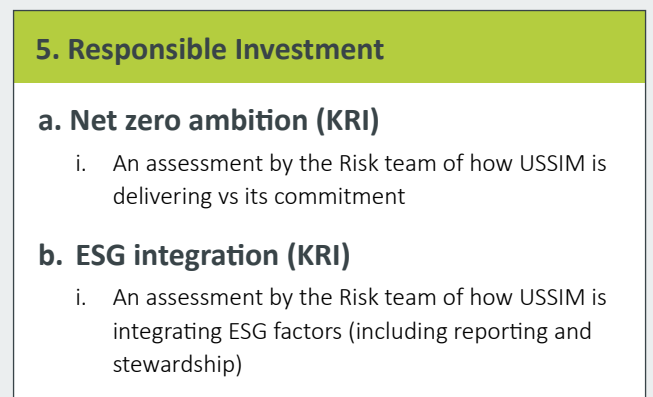 5. Responsible Investment
a. Net zero ambition (KRI)
i. An assessment by the Risk team of how USSIM is
delivering vs its commitment
b. ESG integration (KRI)
i. An assessment by the Risk team of how USSIM is
integrating ESG factors (including reporting and
stewardship)